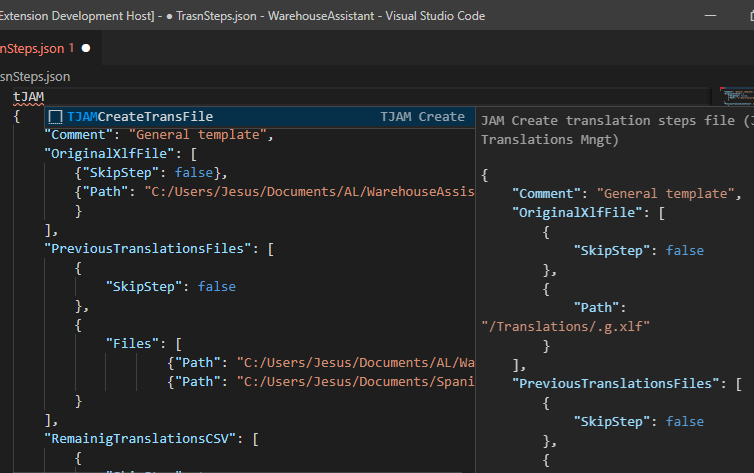 Extension Development Host] - ● TrasnSteps.json - WarehouseAssistant - Visual Studio Code
nSteps.json 1 ●
snSteps.json
tJAM
TJAMCreateTransFile TJAM Create
{
"Comment": "General template",
"OriginalXlfFile": [
{"SkipStep": false},
{"Path": "C:/Users/Jesus/Documents/AL/WarehouseAssis
}
],
"PreviousTranslationsFiles": [
{
"SkipStep": false
},
{
"Files": [
{"Path": "C:/Users/Jesus/Documents/AL/Wa
{"Path": "C:/Users/Jesus/Documents/Spani
}
],
"RemainigTranslationsCSV": [
{
JAM Create translation steps file (J
Translations Mngt)
{
"Comment": "General template",
"OriginalXlfFile": [
{
"SkipStep": false
},
{
"Path":
"/Translations/.g.xlf"
}
],
"PreviousTranslationsFiles": [
{
"SkipStep": false
},
{